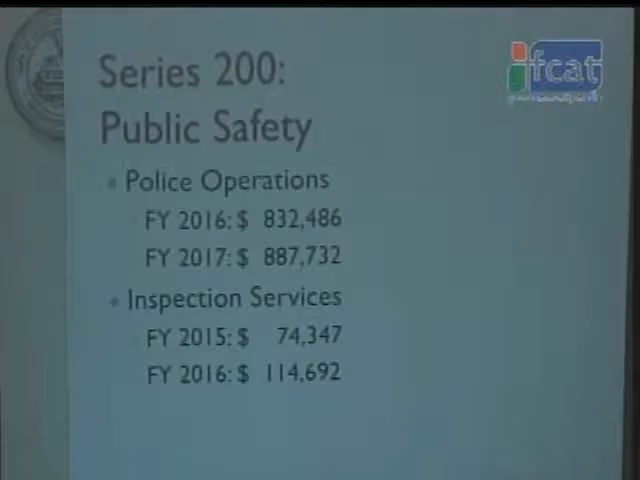 Series 200:
Public Safety
• Police Operations
FY 2016: $ 832,486
FY 2017: $ 887,732
• Inspection Services
FY 2015: $ 74,347
FY 2016: $ 114,692
ifcat